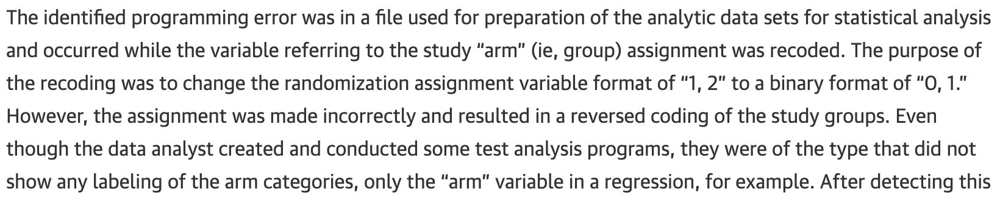 The identified programming error was in a file used for preparation of the analytic data sets for statistical analysis
and occurred while the variable referring to the study “arm” (ie, group) assignment was recoded. The purpose of
the recoding was to change the randomization assignment variable format of “1, 2” to a binary format of “0, 1.”
However, the assignment was made incorrectly and resulted in a reversed coding of the study groups. Even
though the data analyst created and conducted some test analysis programs, they were of the type that did not
show any labeling of the arm categories, only the “arm” variable in a regression, for example. After detecting this